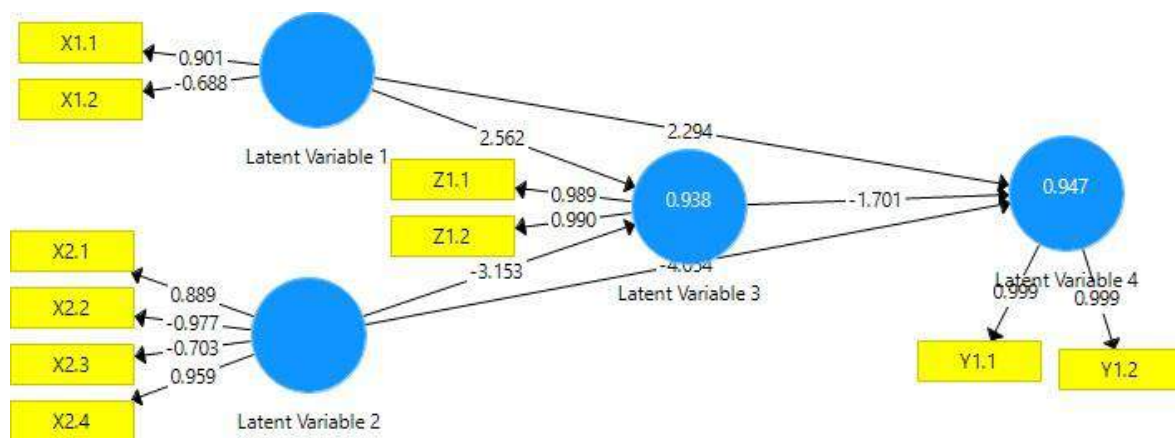 X1.1
0.901
X1.2
-0.688
Latent Variable 1
2.562
2.294
Z1.1
0.989
Z1.2
0.990
0.938
Latent Variable 3
-1.701
0.947
Latent Variable 4
0.999
0.999
Y1.1
Y1.2
X2.1
0.889
X2.2
-0.977
X2.3
-0.703
X2.4
0.959
Latent Variable 2
-3.153